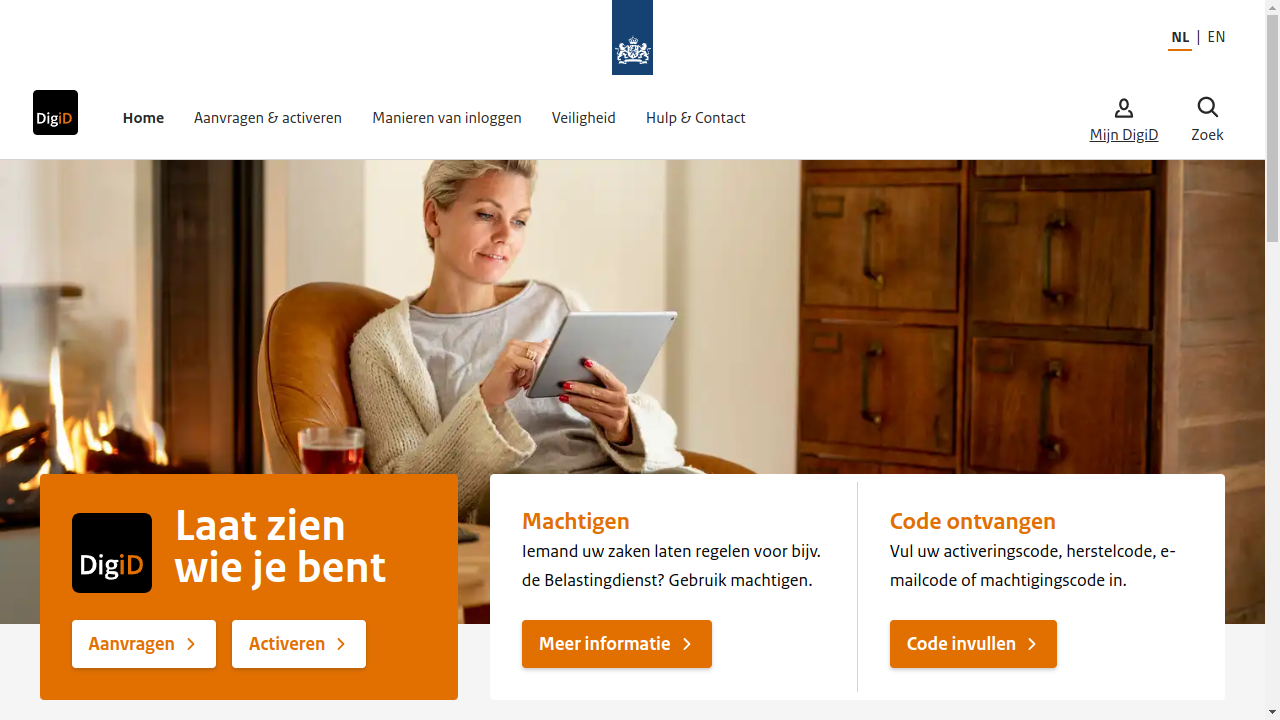 NL | EN
DigiD
Home
Aanvragen & activeren
Manieren van inloggen
Veiligheid
Hulp & Contact
Mijn DigiD
Zoek
DigiD
Laat zien
wie je bent
Aanvragen
Activeren
Machtigen
Iemand uw zaken laten regelen voor bijv.
de Belastingdienst? Gebruik machtigen.
Meer informatie
Code ontvangen
Vul uw activeringscode, herstelcode, e-
mailcode of machtigingscode in.
Code invullen